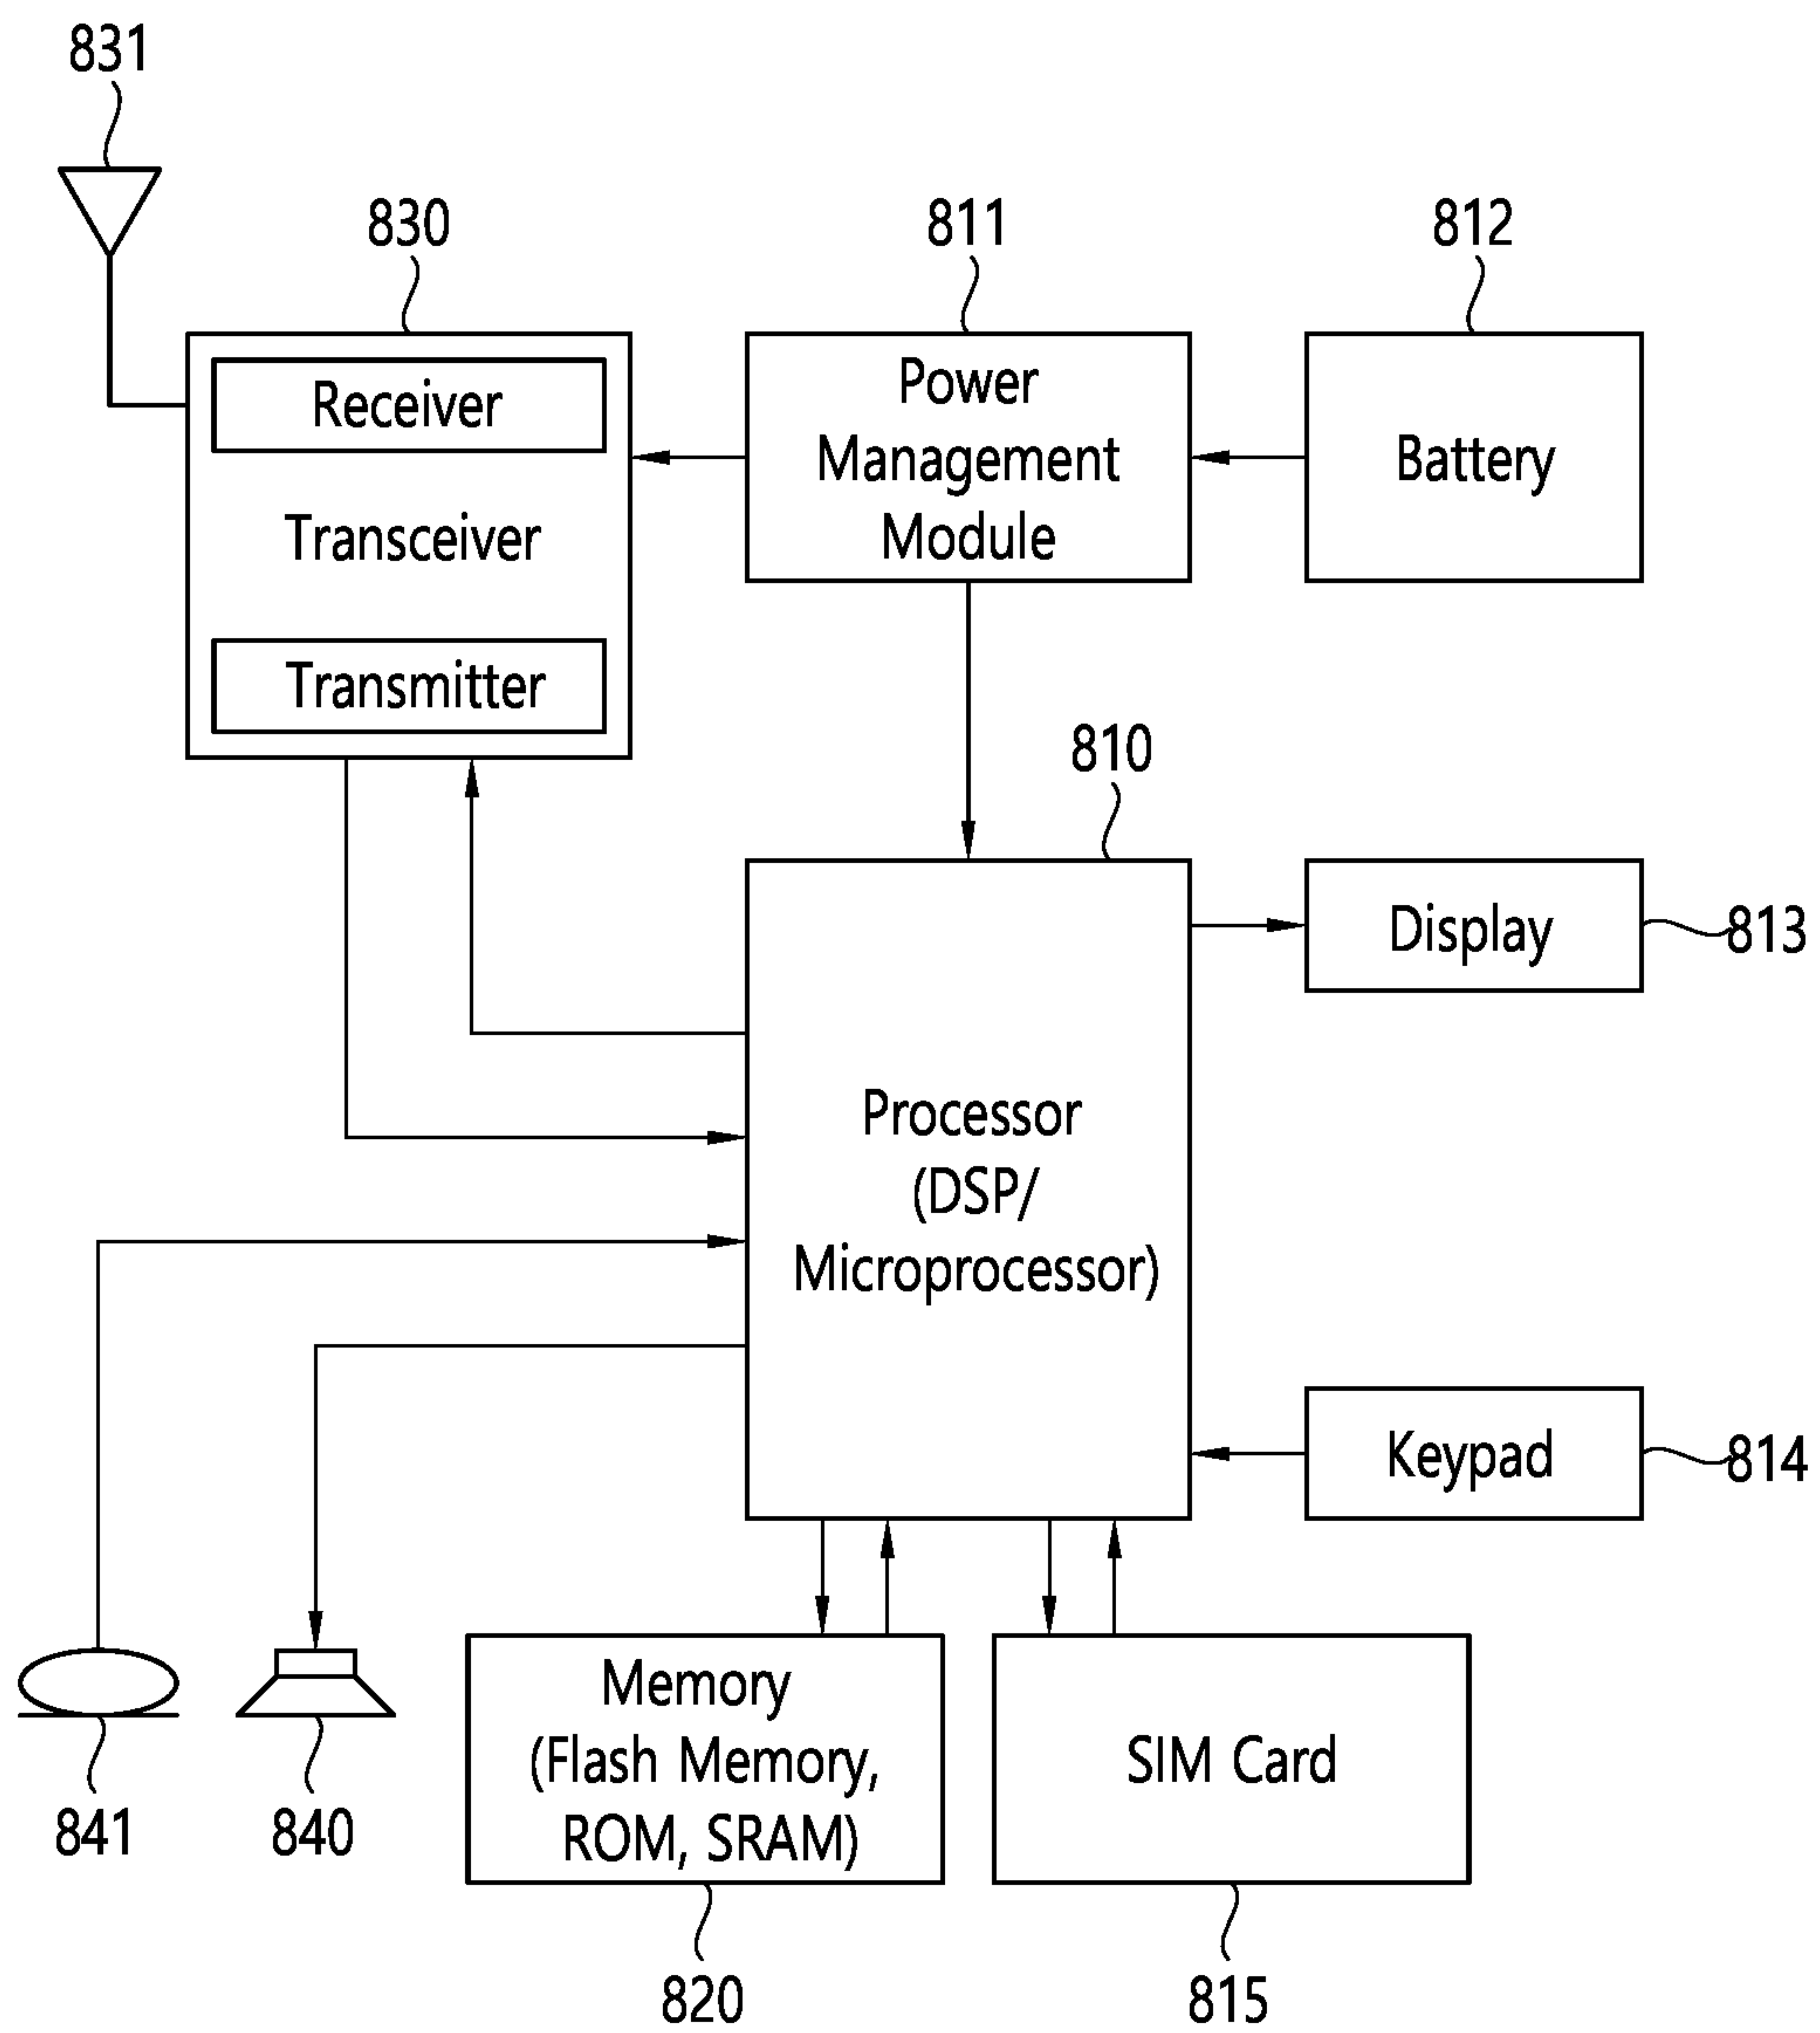 831
830
811
812
Receiver
Transceiver
Transmitter
Power
Management
Module
Battery
810
Processor
(DSP/
Microprocessor)
Display
813
Keypad
814
841
840
Memory
(Flash Memory,
ROM, SRAM)
SIM Card
820
815